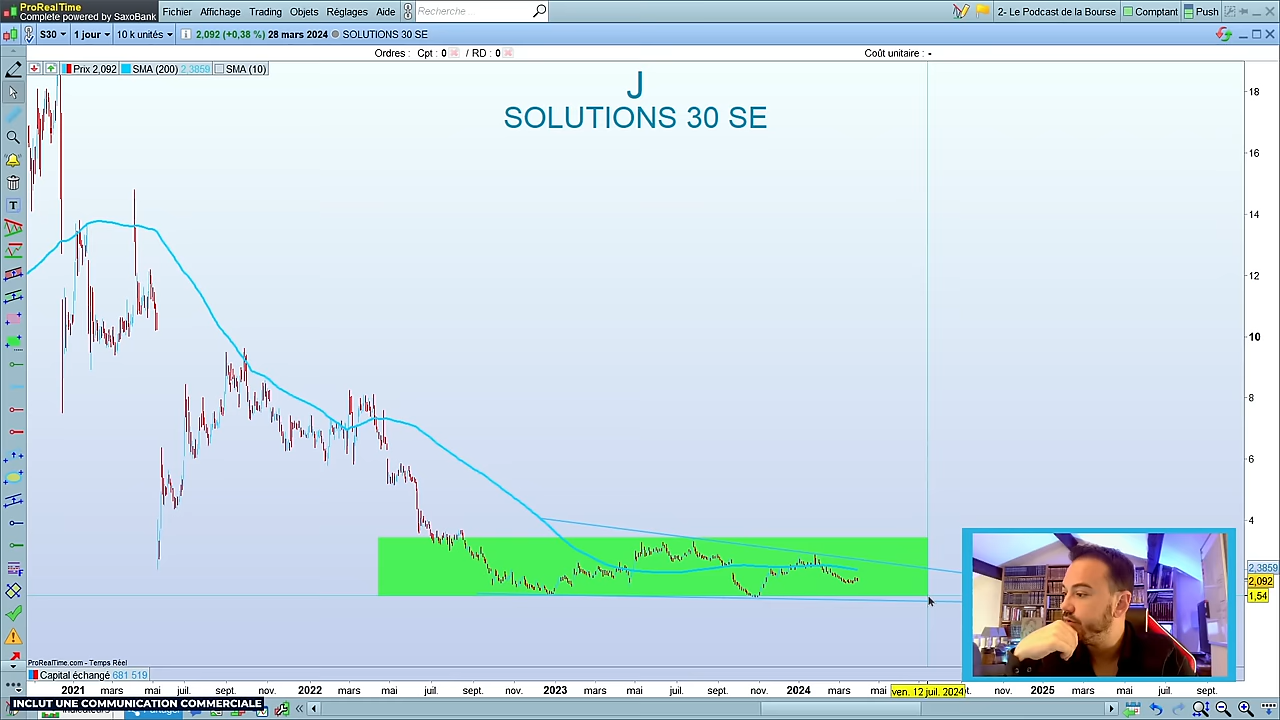 ProRealTime
Complete powered by SaxoBank
Fichier Affichage Trading Objets Réglages Aide
Recherche
2- Le Podcast de la Bourse Comptant Push
S30 1 jour 10 k unités 2,092 (+0,38 %) 28 mars 2024 SOLUTIONS 30 SE
Ordres : Cpt : 0 / RD : 0 Coût unitaire : -
Prix 2,092 SMA (200) 2,3859 SMA (10)
J
SOLUTIONS 30 SE
18
16
14
12
10
8
6
4
2,3859
2,092
1,54
ProRealTime.com - Temps Réel
Capital échangé 681 519
2021 mars mai juil. sept. nov. 2022 mars mai juil. sept. nov. 2023 mars mai juil. sept. nov. 2024 mars mai ven. 12 juil. 2024 t. nov. 2025 mars mai juil. sept.
INCLUT UNE COMMUNICATION COMMERCIALE